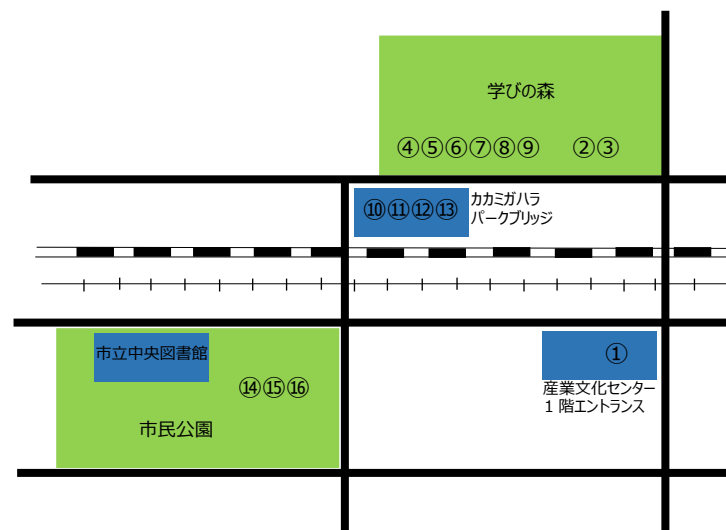 学びの森
④⑤⑥⑦⑧⑨ ②③
⑩⑪⑫⑬
カカミガハラ
パークブリッジ
市立中央図書館
⑭⑮⑯
市民公園
①
産業文化センター
1 階エントランス